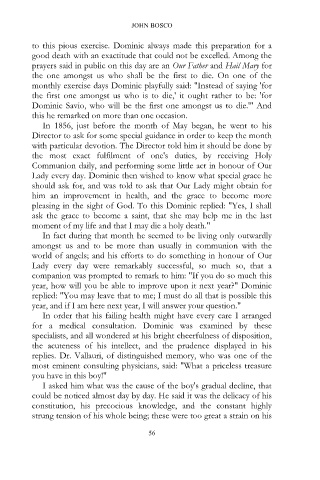 JOHN BOSCO
to this pious exercise. Dominic always made this preparation for a
good death with an exactitude that could not be excelled. Among the
prayers said in public on this day are an Our Father and Hail Mary for
the one amongst us who shall be the first to die. On one of the
monthly exercise days Dominic playfully said: "Instead of saying 'for
the first one amongst us who is to die,' it ought rather to be: 'for
Dominic Savio, who will be the first one amongst us to die.'" And
this he remarked on more than one occasion.
In 1856, just before the month of May began, he went to his
Director to ask for some special guidance in order to keep the month
with particular devotion. The Director told him it should be done by
the most exact fulfilment of one's duties, by receiving Holy
Communion daily, and performing some little act in honour of Our
Lady every day. Dominic then wished to know what special grace he
should ask for, and was told to ask that Our Lady might obtain for
him an improvement in health, and the grace to become more
pleasing in the sight of God. To this Dominic replied: "Yes, I shall
ask the grace to become a saint, that she may help me in the last
moment of my life and that I may die a holy death."
In fact during that month he seemed to be living only outwardly
amongst us and to be more than usually in communion with the
world of angels; and his efforts to do something in honour of Our
Lady every day were remarkably successful, so much so, that a
companion was prompted to remark to him: "If you do so much this
year, how will you be able to improve upon it next year?" Dominic
replied: "You may leave that to me; I must do all that is possible this
year, and if I am here next year, I will answer your question."
In order that his failing health might have every care I arranged
for a medical consultation. Dominic was examined by these
specialists, and all wondered at his bright cheerfulness of disposition,
the acuteness of his intellect, and the prudence displayed in his
replies. Dr. Vallauri, of distinguished memory, who was one of the
most eminent consulting physicians, said: "What a priceless treasure
you have in this boy!"
I asked him what was the cause of the boy's gradual decline, that
could be noticed almost day by day. He said it was the delicacy of his
constitution, his precocious knowledge, and the constant highly
strung tension of his whole being; these were too great a strain on his
56